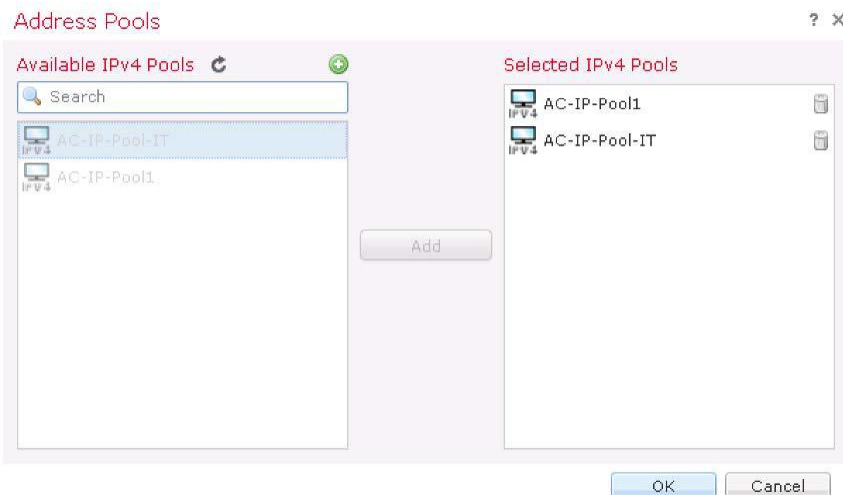 Address Pools
?
Available IPv4 Pools
Search
IPV4 AC-IP-Pool-IT
IPV4 AC-IP-Pool1
Add
Selected IPv4 Pools
IPV4 AC-IP-Pool1
IPV4 AC-IP-Pool-IT
OK
Cancel